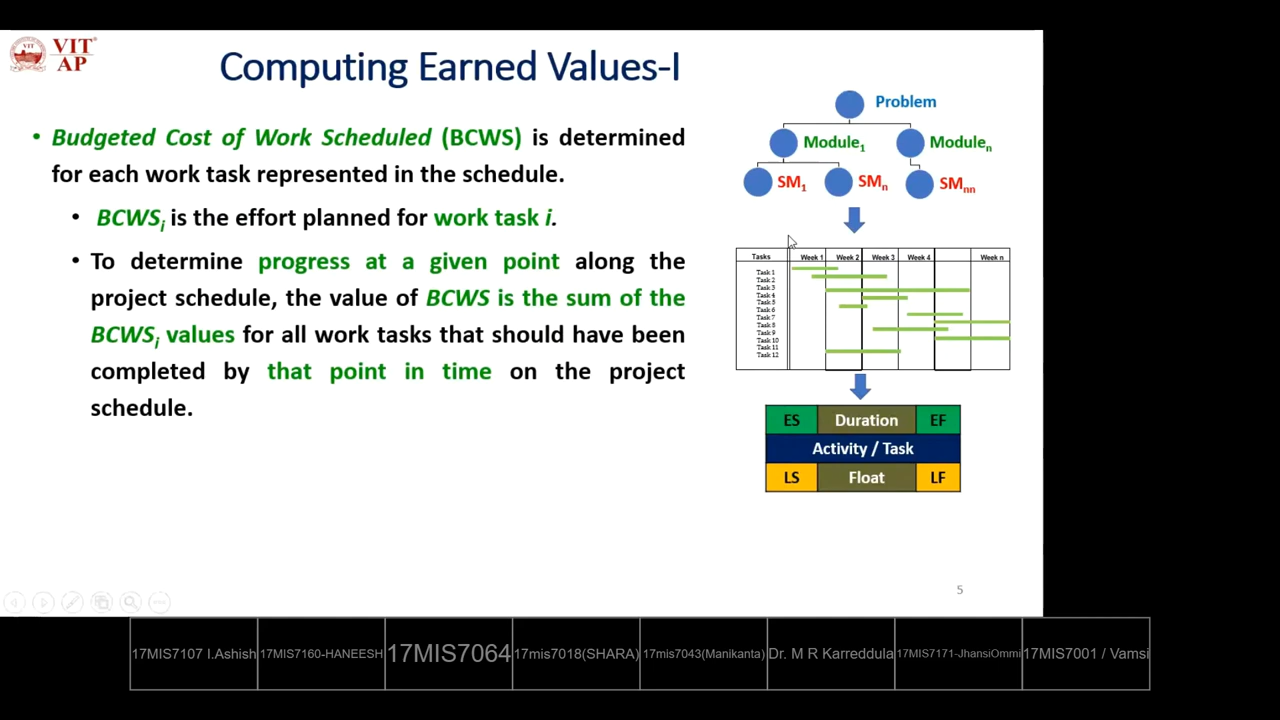 VIT
AP
Computing Earned Values-I
• Budgeted Cost of Work Scheduled (BCWS) is determined
for each work task represented in the schedule.
• BCWSi is the effort planned for work task i.
• To determine progress at a given point along the
project schedule, the value of BCWS is the sum of the
BCWSi values for all work tasks that should have been
completed by that point in time on the project
schedule.
Problem
Module1 Modulen
SM1 SMn SMnn
Tasks Week 1 Week 2 Week 3 Week 4 Week n
Task 1
Task 2
Task 3
Task 4
Task 5
Task 6
Task 7
Task 8
Task 9
Task 10
Task 11
Task 12
ES Duration EF
Activity / Task
LS Float LF
5
17MIS7107 I.Ashish 17MIS7160-HANEESH 17MIS7064 17mis7018(SHARA) 17mis7043(Manikanta) Dr. M R Karreddula 17MIS7171-JhansiOmmi 17MIS7001 / Vamsi